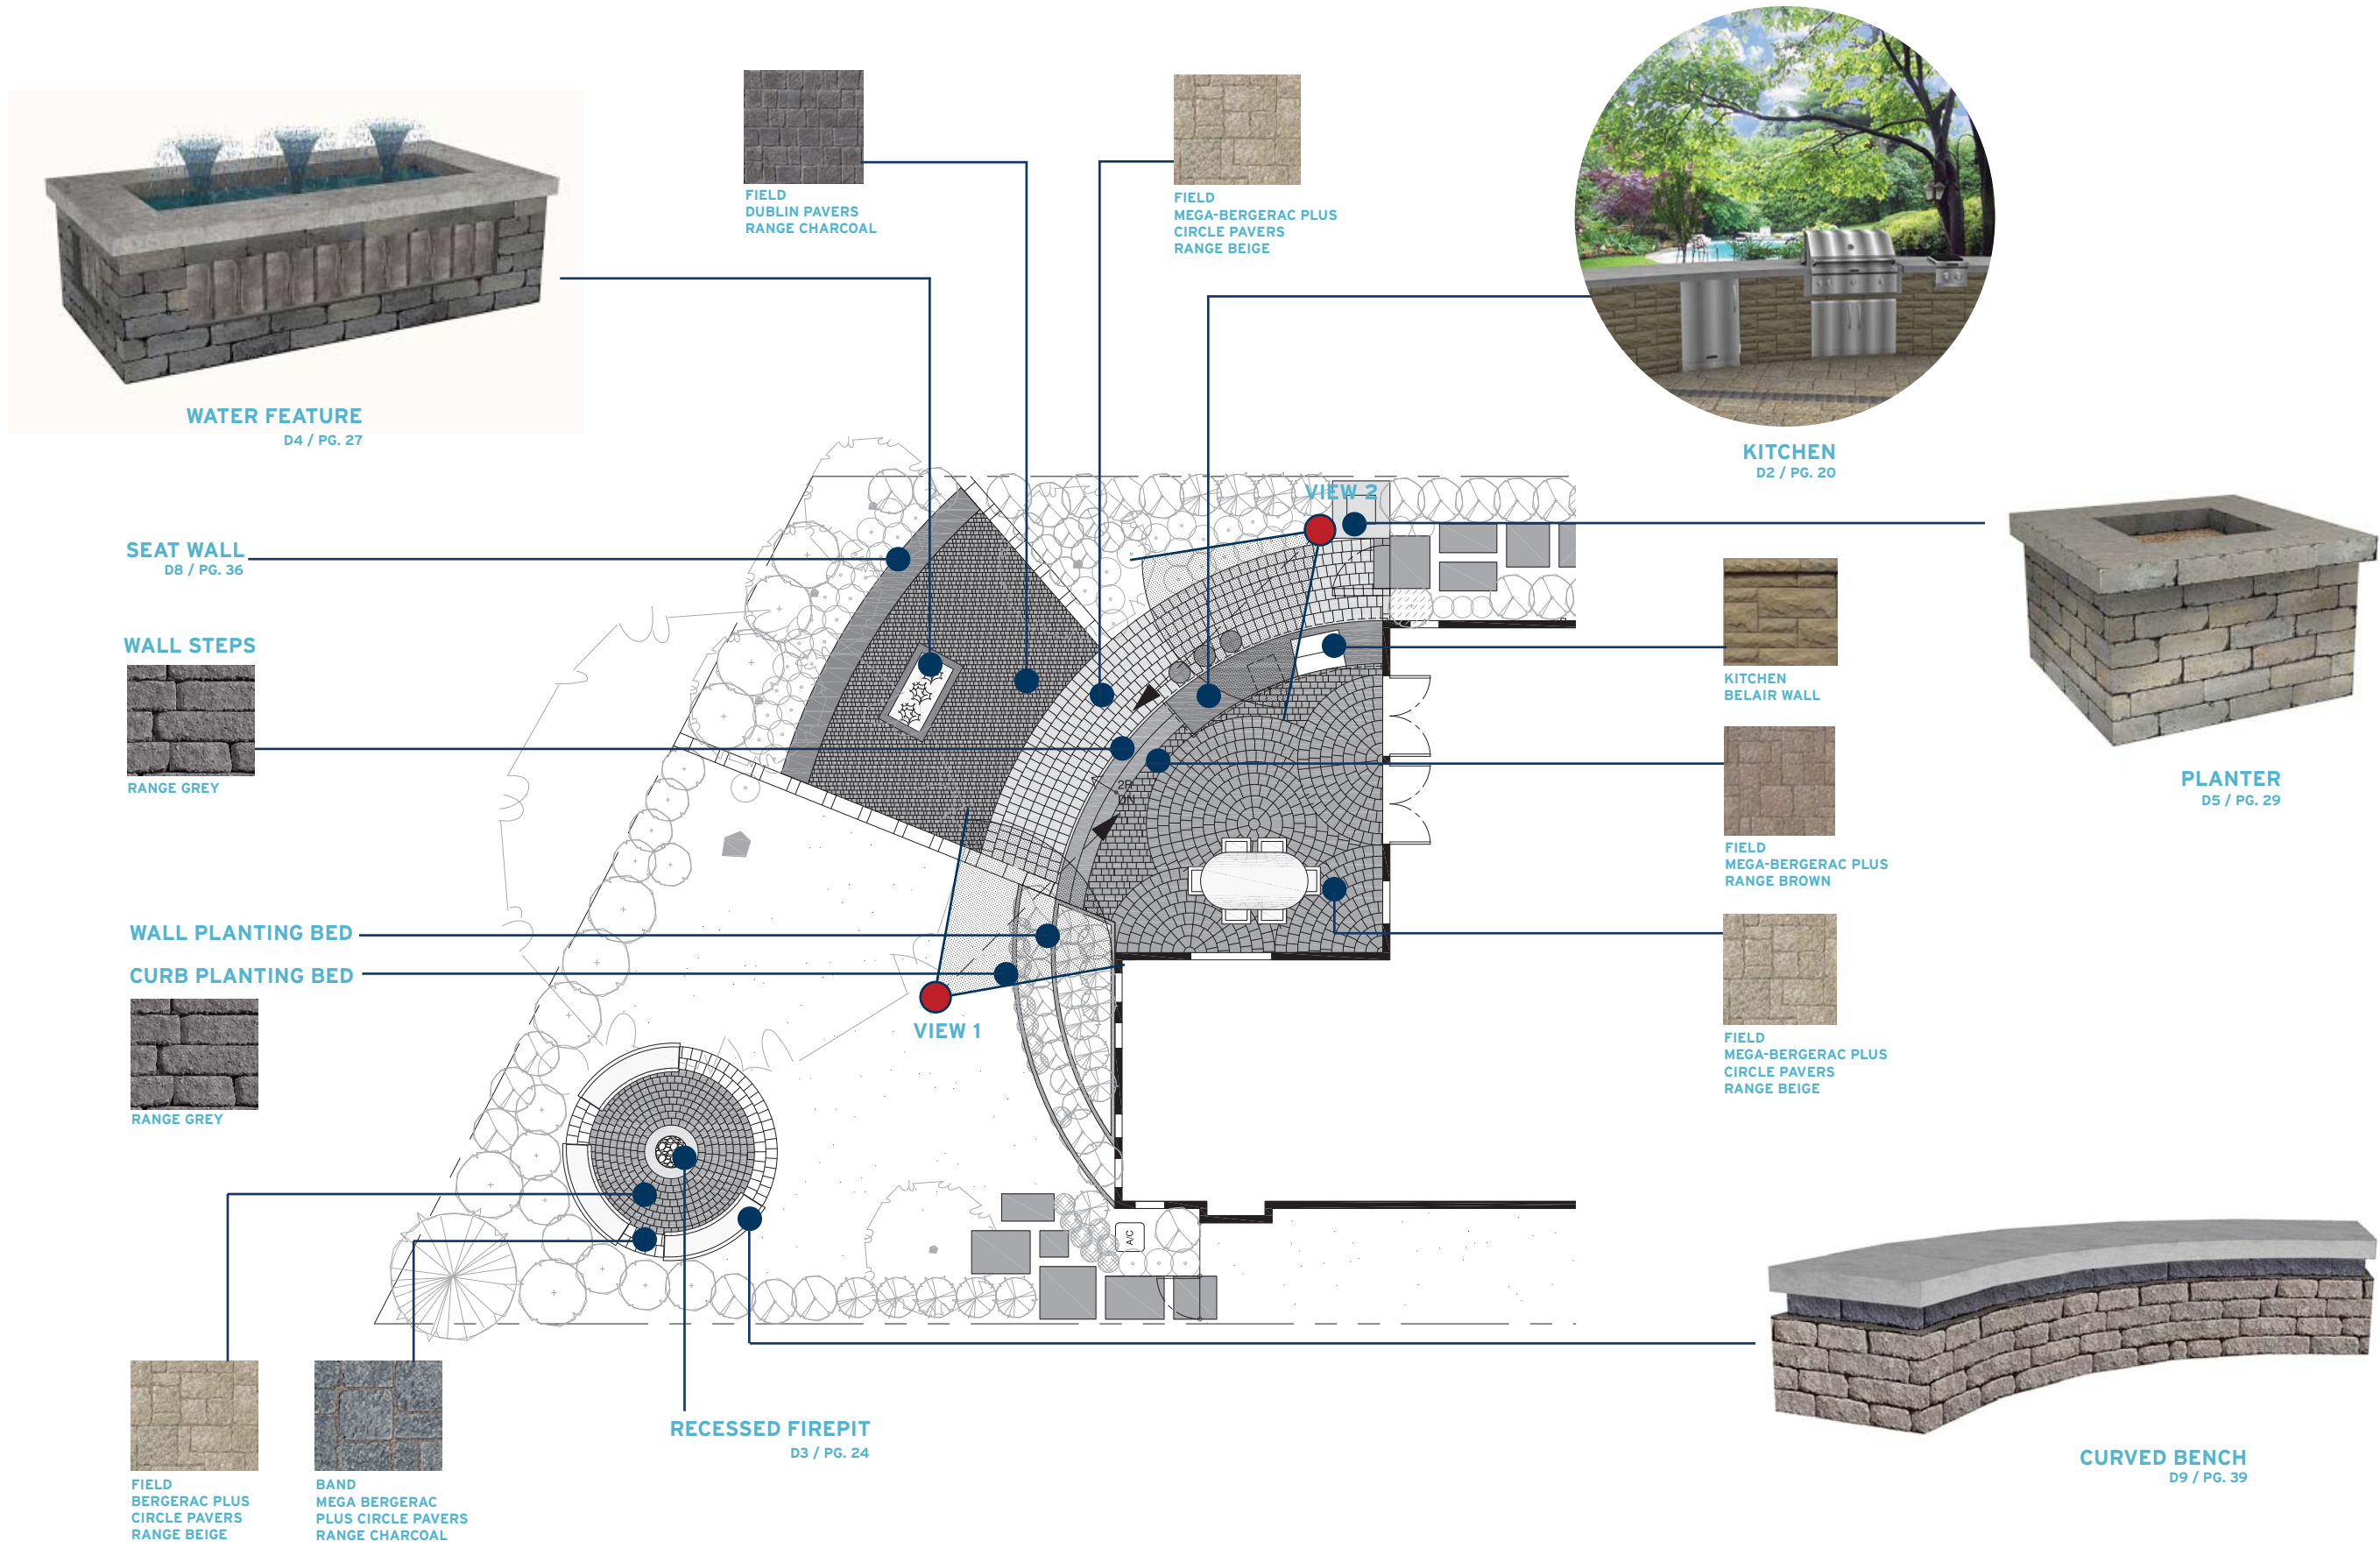 FIELD
DUBLIN PAVERS
RANGE CHARCOAL
FIELD
MEGA-BERGERAC PLUS
CIRCLE PAVERS
RANGE BEIGE
WATER FEATURE
D4 / PG. 27
KITCHEN
D2 / PG. 20
VIEW 2
SEAT WALL
D8 / PG. 36
WALL STEPS
RANGE GREY
KITCHEN
BELAIR WALL
PLANTER
D5 / PG. 29
2R
DN
FIELD
MEGA-BERGERAC PLUS
RANGE BROWN
WALL PLANTING BED
CURB PLANTING BED
RANGE GREY
VIEW 1
FIELD
MEGA-BERGERAC PLUS
CIRCLE PAVERS
RANGE BEIGE
A/C
RECESSED FIREPIT
D3 / PG. 24
CURVED BENCH
D9 / PG. 39
FIELD
BERGERAC PLUS
CIRCLE PAVERS
RANGE BEIGE
BAND
MEGA BERGERAC
PLUS CIRCLE PAVERS
RANGE CHARCOAL